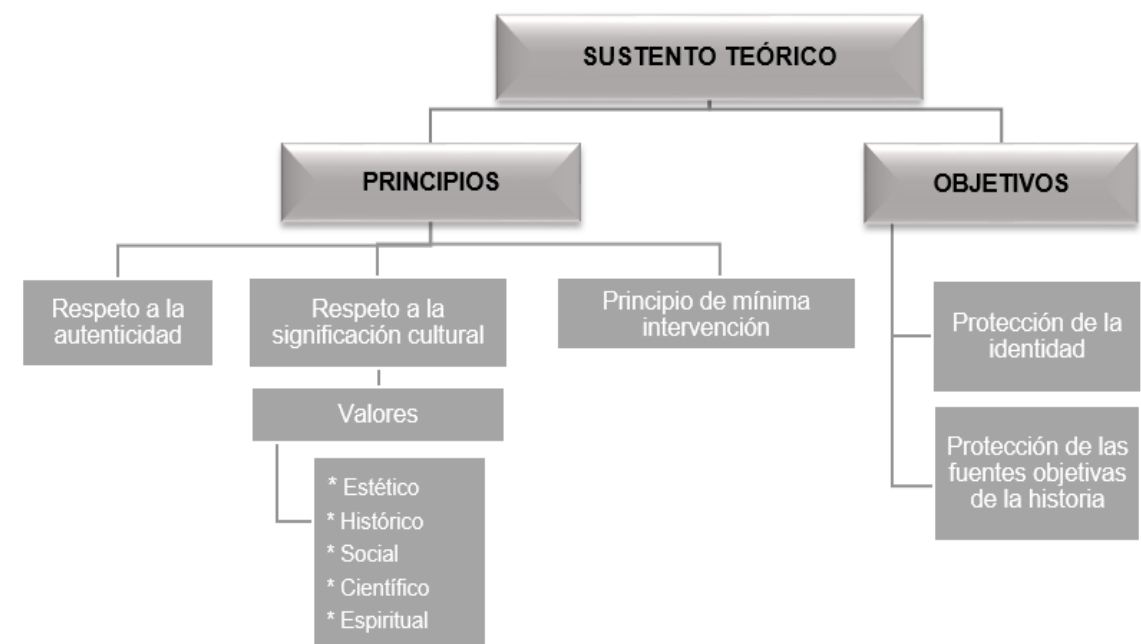 SUSTENTO TEÓRICO
PRINCIPIOS
OBJETIVOS
Respeto a la
autenticidad
Respeto a la
significación cultural
Principio de mínima
intervención
Valores
* Estético
* Histórico
* Social
* Científico
* Espiritual
Protección de la
identidad
Protección de las
fuentes objetivas
de la historia